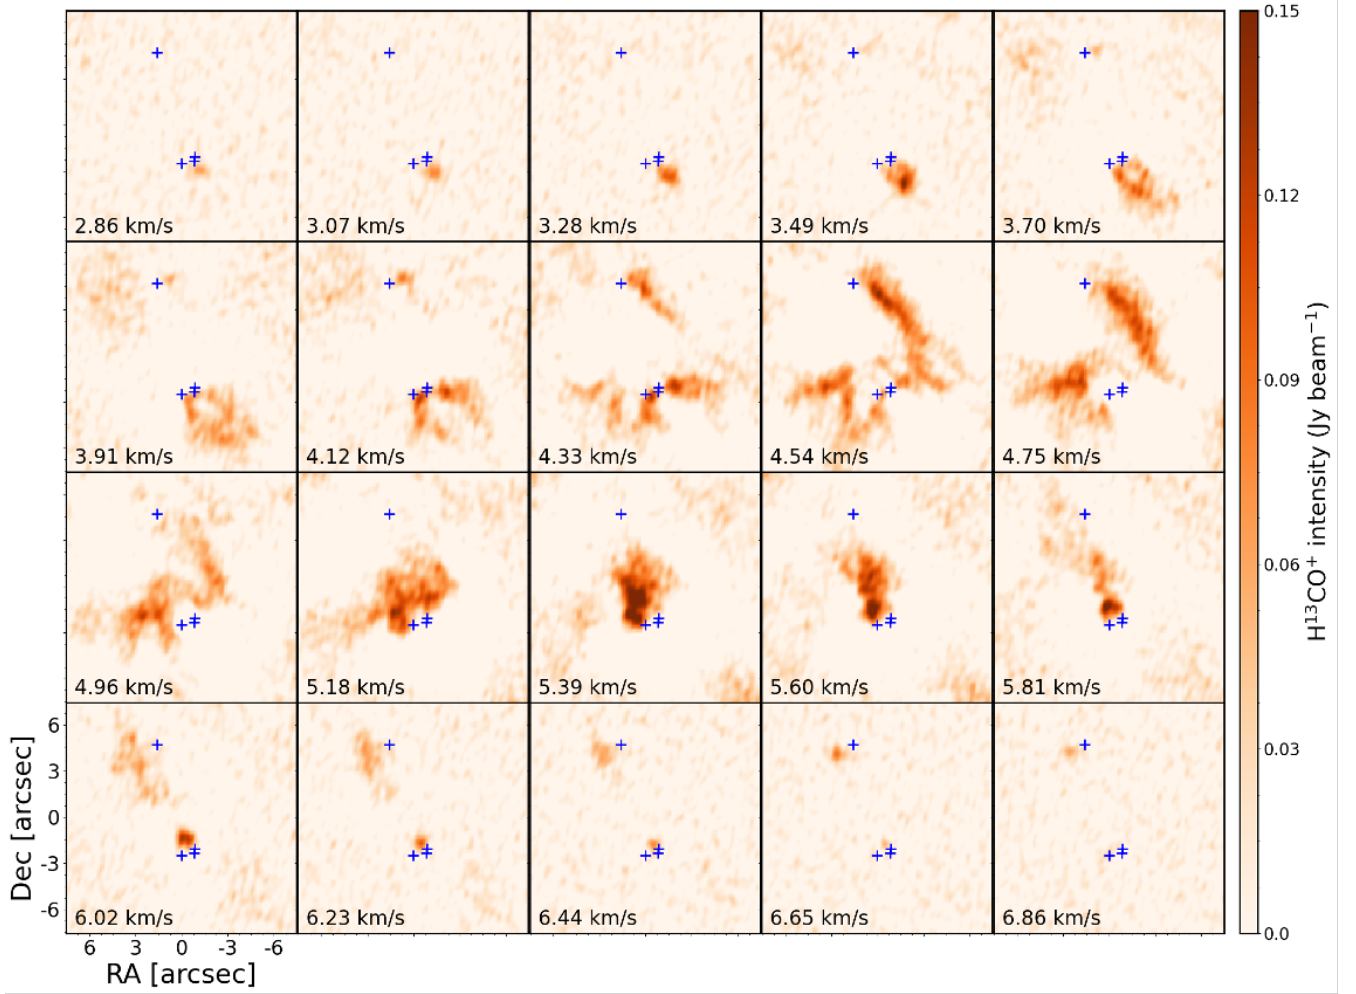 2.86 km/s
3.07 km/s
3.28 km/s
3.49 km/s
3.70 km/s
3.91 km/s
4.12 km/s
4.33 km/s
4.54 km/s
4.75 km/s
4.96 km/s
5.18 km/s
5.39 km/s
5.60 km/s
5.81 km/s
6.02 km/s
6.23 km/s
6.44 km/s
6.65 km/s
6.86 km/s
6
3
0
-3
-6
Dec [arcsec]
6 3 0 -3 -6
RA [arcsec]
0.15
0.12
0.09
0.06
0.03
0.0
H¹³CO⁺ intensity (Jy beam⁻¹)